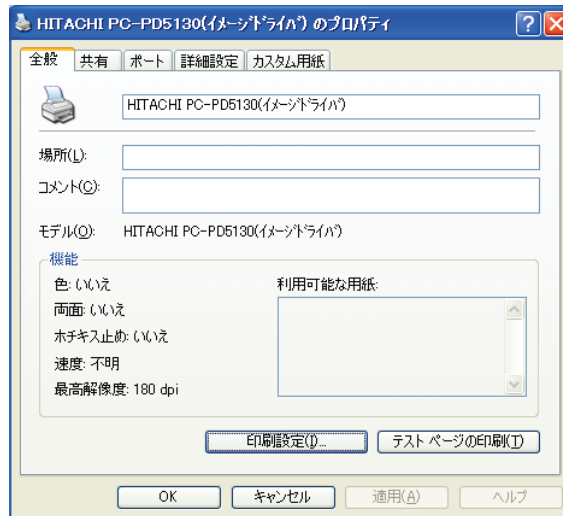 HITACHI PC-PD5130(ｲﾒｰｼﾞﾄﾞﾗｲﾊﾞ) のプロパティ
全般 共有 ポート 詳細設定 カスタム用紙
HITACHI PC-PD5130(ｲﾒｰｼﾞﾄﾞﾗｲﾊﾞ)
場所(L):
コメント(C):
モデル(O): HITACHI PC-PD5130(ｲﾒｰｼﾞﾄﾞﾗｲﾊﾞ)
機能
色: いいえ
両面: いいえ
ホチキス止め: いいえ
速度: 不明
最高解像度: 180 dpi
利用可能な用紙:
印刷設定(I)... テスト ページの印刷(T)
OK キャンセル 適用(A) ヘルプ